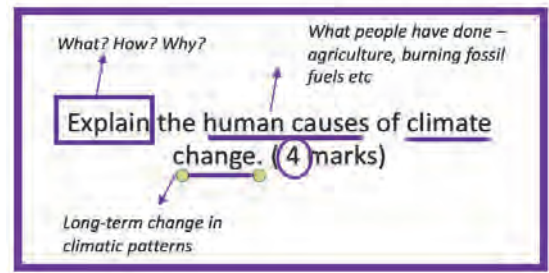 What? How? Why?
What people have done –
agriculture, burning fossil
fuels etc
Explain the human causes of climate
change. (4 marks)
Long-term change in
climatic patterns